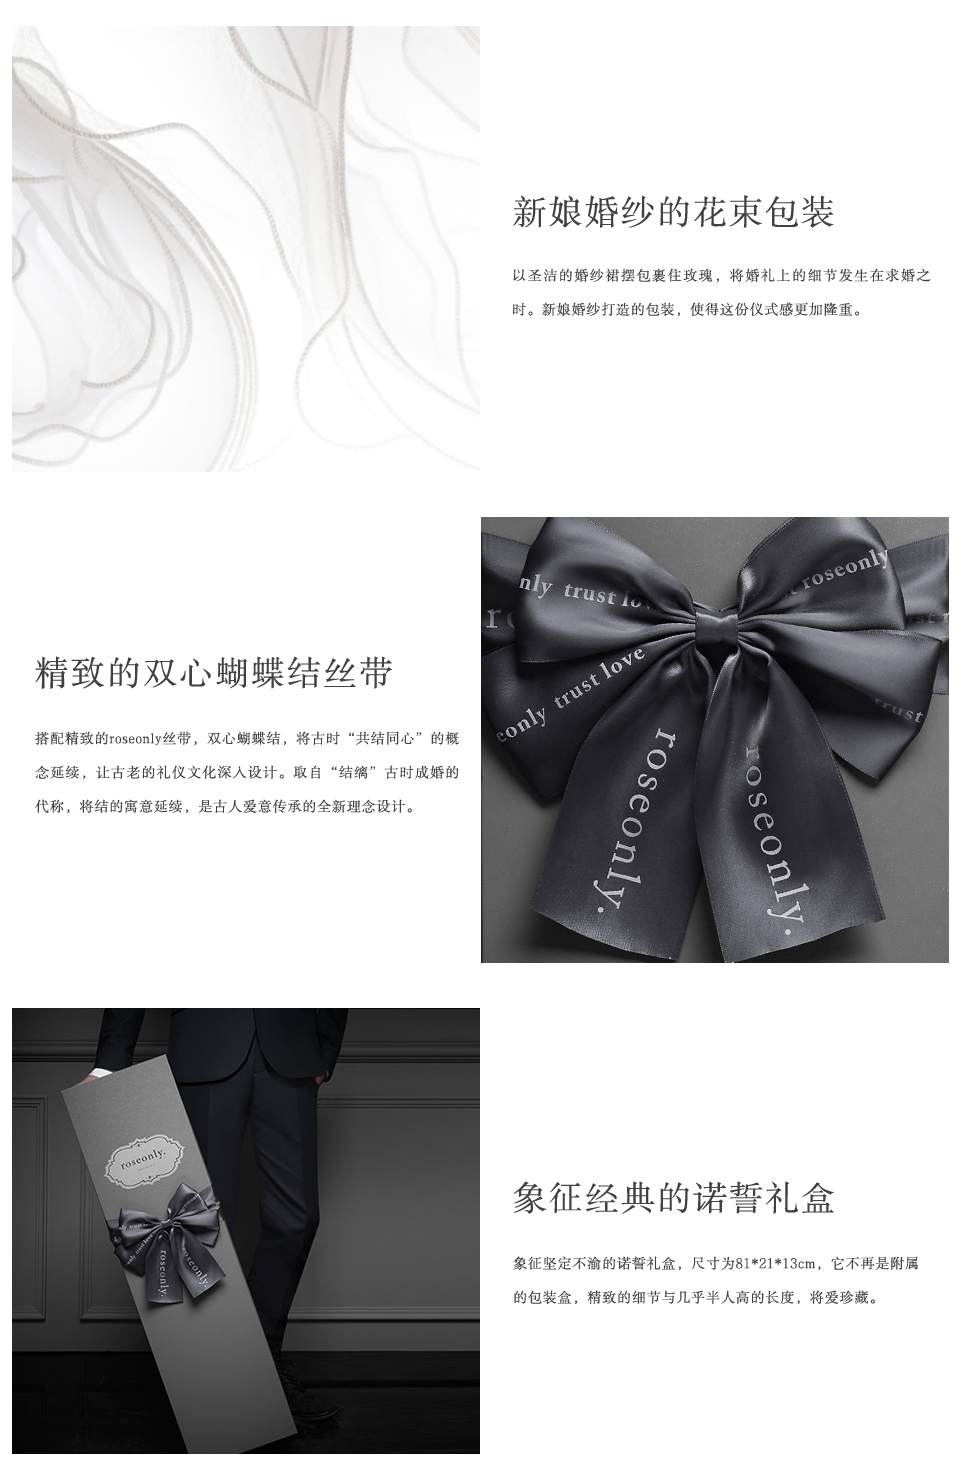 新娘婚纱的花束包装
以圣洁的婚纱裙摆包裹住玫瑰，将婚礼上的细节发生在求婚之
时。新娘婚纱打造的包装，使得这份仪式感更加隆重。
nly trust lo
roseonly
trust love
eonly
trust
roseonly.
roseonly.
精致的双心蝴蝶结丝带
搭配精致的roseonly丝带，双心蝴蝶结，将古时“共结同心”的概
念延续，让古老的礼仪文化深入设计。取自“结缡”古时成婚的
代称，将结的寓意延续，是古人爱意传承的全新理念设计。
roseonly.
roseonly.
roseonly.
象征经典的诺誓礼盒
象征坚定不渝的诺誓礼盒，尺寸为81*21*13cm，它不再是附属
的包装盒，精致的细节与几乎半人高的长度，将爱珍藏。